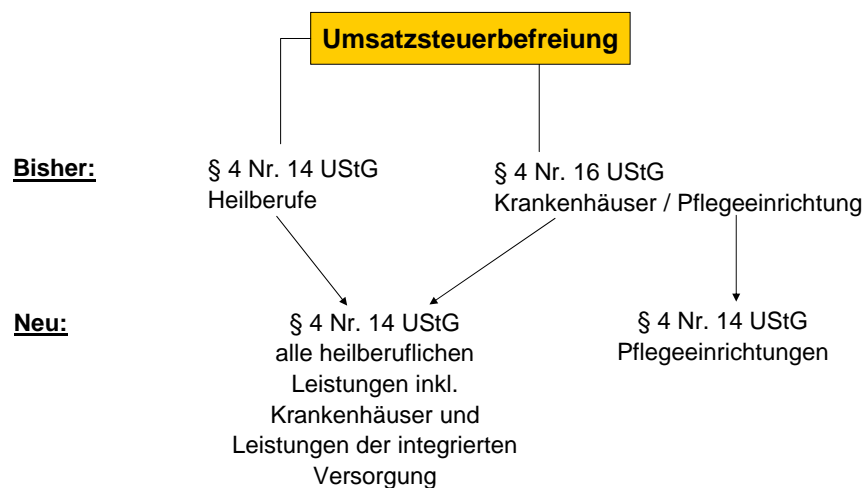 Umsatzsteuerbefreiung
Bisher:
§ 4 Nr. 14 UStG
Heilberufe
§ 4 Nr. 16 UStG
Krankenhäuser / Pflegeeinrichtung
Neu:
§ 4 Nr. 14 UStG
alle heilberuflichen
Leistungen inkl.
Krankenhäuser und
Leistungen der integrierten
Versorgung
§ 4 Nr. 14 UStG
Pflegeeinrichtungen